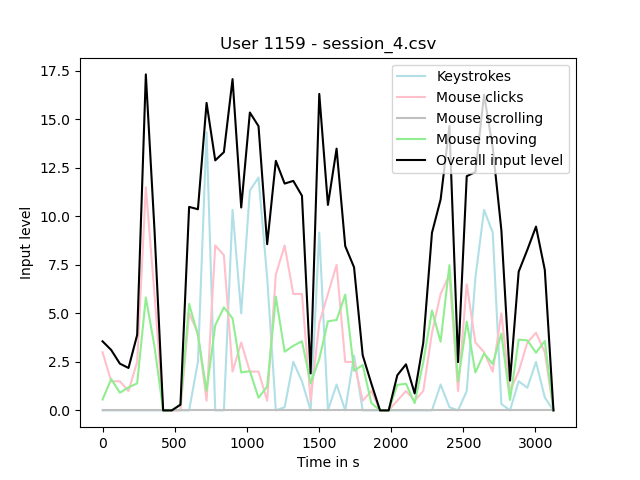 User 1159 - session_4.csv
17.5
15.0
12.5
10.0
7.5
5.0
2.5
0.0
Input level
Keystrokes
Mouse clicks
Mouse scrolling
Mouse moving
Overall input level
0 500 1000 1500 2000 2500 3000
Time in s